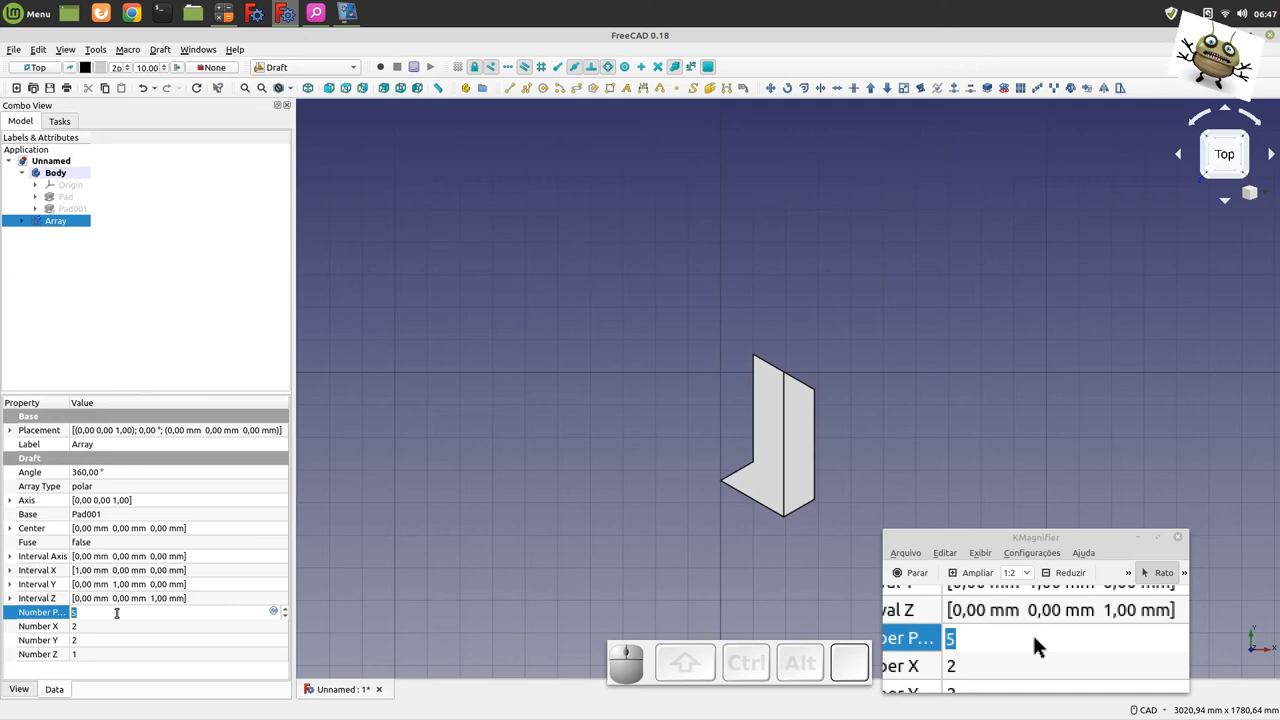 Menu
06:47
FreeCAD 0.18
File Edit View Tools Macro Draft Windows Help
Top 2p 10.00 None Draft
Combo View
Model Tasks
Labels & Attributes
Application
Unnamed
Body
Origin
Pad
Pad001
Array
Top
Property Value
Base
Placement [(0,00 0,00 1,00); 0,00 °; (0,00 mm 0,00 mm 0,00 mm)]
Label Array
Draft
Angle 360,00 °
Array Type polar
Axis [0,00 0,00 1,00]
Base Pad001
Center [0,00 mm 0,00 mm 0,00 mm]
Fuse false
Interval Axis [0,00 mm 0,00 mm 0,00 mm]
Interval X [1,00 mm 0,00 mm 0,00 mm]
Interval Y [0,00 mm 1,00 mm 0,00 mm]
Interval Z [0,00 mm 0,00 mm 1,00 mm]
Number P... 5
Number X 2
Number Y 2
Number Z 1
View Data
Unnamed : 1*
KMagnifier
Arquivo Editar Exibir Configurações Ajuda
Parar Ampliar 1:2 Reduzir » Rato »
val Z [0,00 mm 0,00 mm 1,00 mm]
ber P... 5
ber X 2
Ctrl Alt
Y
X
CAD 3020,94 mm x 1780,64 mm